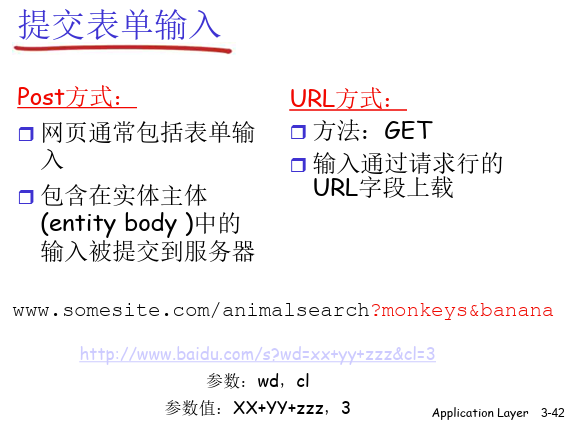 提交表单输入
Post方式：
网页通常包括表单输
入
包含在实体主体
(entity body )中的
输入被提交到服务器
URL方式：
方法：GET
输入通过请求行的
URL字段上载
www.somesite.com/animalsearch?monkeys&banana
http://www.baidu.com/s?wd=xx+yy+zzz&cl=3
参数：wd，cl
参数值：XX+YY+zzz，3
Application Layer 3-42